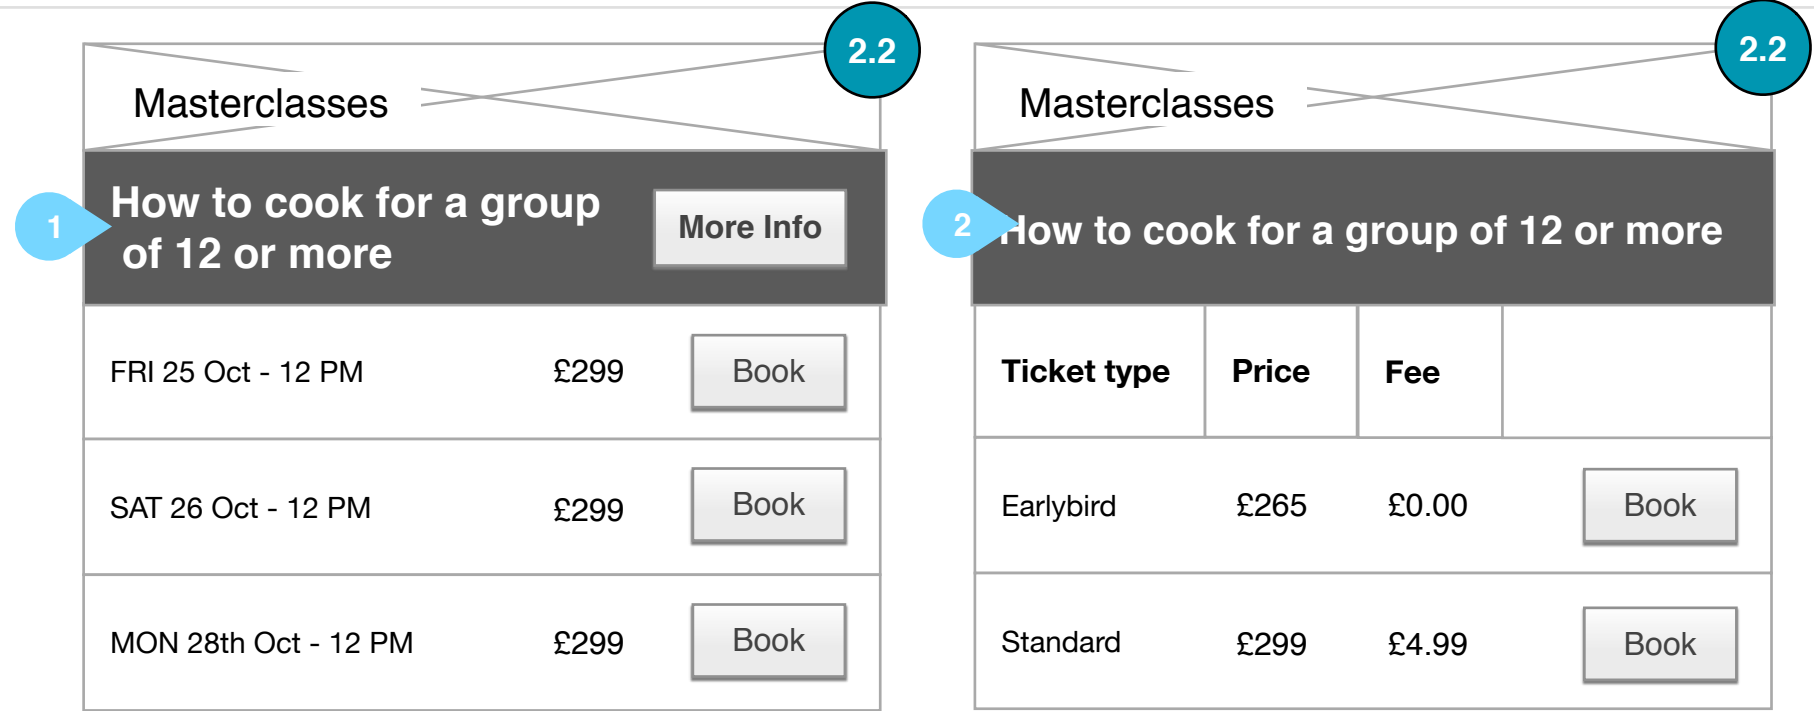 2.2
Masterclasses
1
How to cook for a group
of 12 or more
More Info
FRI 25 Oct - 12 PM £299 Book
SAT 26 Oct - 12 PM £299 Book
MON 28th Oct - 12 PM £299 Book
2.2
Masterclasses
2
How to cook for a group of 12 or more
Ticket type Price Fee
Earlybird £265 £0.00 Book
Standard £299 £4.99 Book